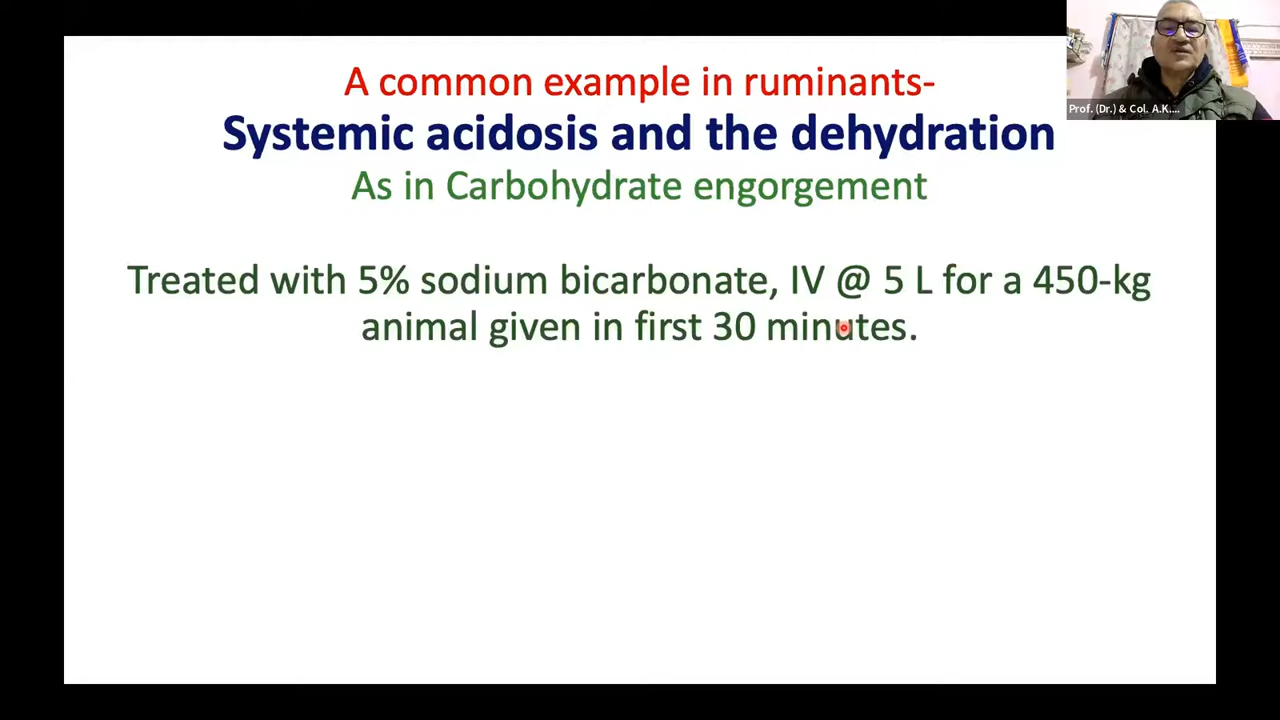 A common example in ruminants-
Systemic acidosis and the dehydration
As in Carbohydrate engorgement
Treated with 5% sodium bicarbonate, IV @ 5 L for a 450-kg
animal given in first 30 minutes.
Prof. (Dr.) & Col. A.K....